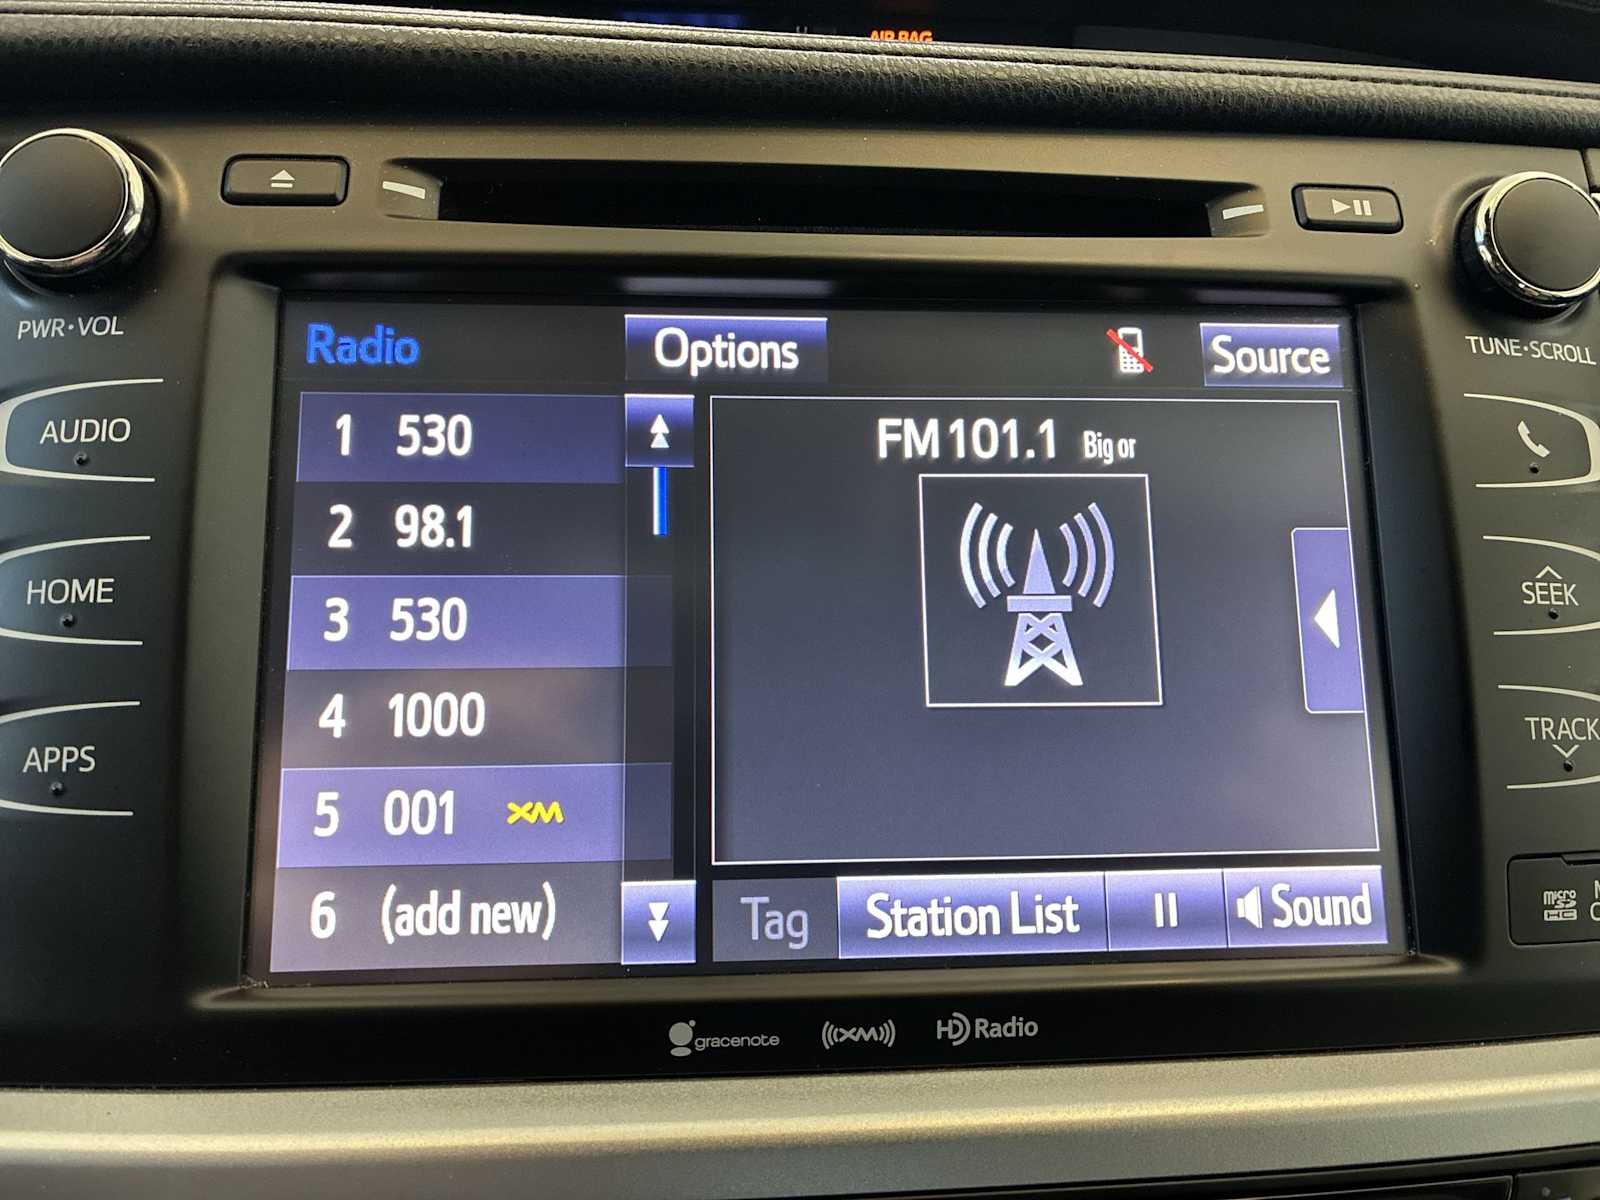 AIR BAG
PWR·VOL
AUDIO
HOME
APPS
Radio
Options
Source
1 530
2 98.1
3 530
4 1000
5 001 XM
6 (add new)
FM 101.1 Big or
Tag
Station List
Sound
TUNE·SCROLL
SEEK
TRACK
micro
SD
HC
gracenote
((XM))
HD Radio